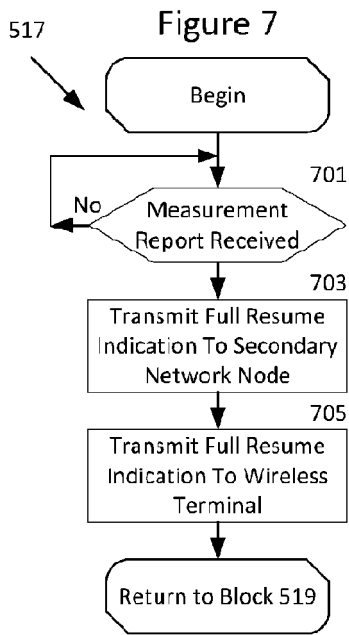 Figure 7
517
Begin
701
No
Measurement
Report Received
703
Transmit Full Resume
Indication To Secondary
Network Node
705
Transmit Full Resume
Indication To Wireless
Terminal
Return to Block 519